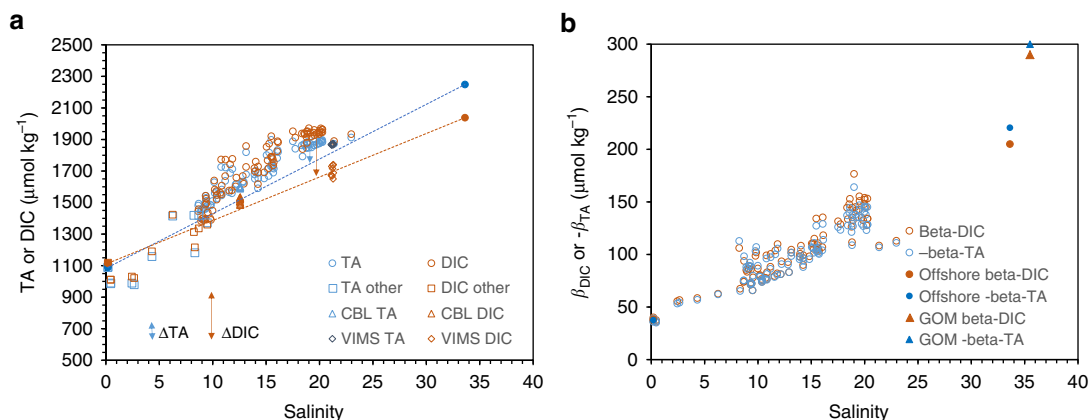 a
TA or DIC (μmol kg−1)
2500
2300
2100
1900
1700
1500
1300
1100
900
700
500
0 5 10 15 20 25 30 35 40
Salinity
TA DIC
TA other DIC other
CBL TA CBL DIC
VIMS TA VIMS DIC
ΔTA ΔDIC
b
βDIC or -βTA (μmol kg−1)
300
250
200
150
100
50
0
0 5 10 15 20 25 30 35 40
Salinity
Beta-DIC
–beta-TA
Offshore beta-DIC
Offshore -beta-TA
GOM beta-DIC
GOM -beta-TA